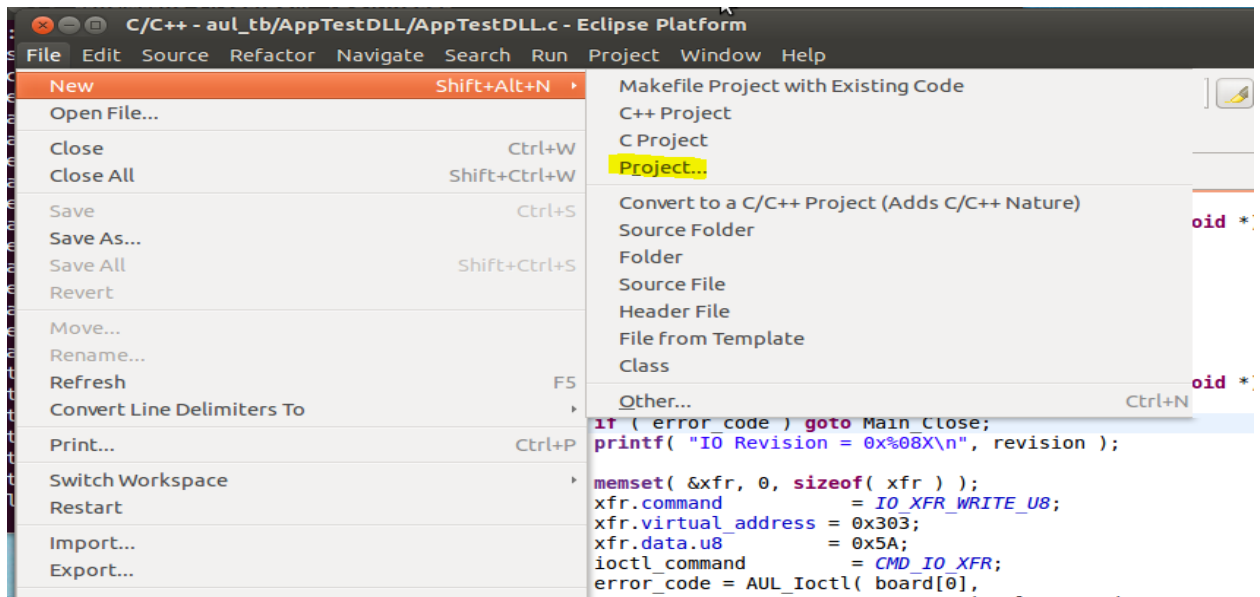 C/C++ - aul_tb/AppTestDLL/AppTestDLL.c - Eclipse Platform
File Edit Source Refactor Navigate Search Run Project Window Help
New Shift+Alt+N
Open File...
Close Ctrl+W
Close All Shift+Ctrl+W
Save Ctrl+S
Save As...
Save All Shift+Ctrl+S
Revert
Move...
Rename...
Refresh F5
Convert Line Delimiters To
Print... Ctrl+P
Switch Workspace
Restart
Import...
Export...
Makefile Project with Existing Code
C++ Project
C Project
Project...
Convert to a C/C++ Project (Adds C/C++ Nature)
Source Folder
Folder
Source File
Header File
File from Template
Class
Other... Ctrl+N
oid *)
oid *)
if ( error_code ) goto Main_Close;
printf( "IO Revision = 0x%08X\n", revision );
memset( &xfr, 0, sizeof( xfr ) );
xfr.command = IO_XFR_WRITE_U8;
xfr.virtual_address = 0x303;
xfr.data.u8 = 0x5A;
ioctl_command = CMD_IO_XFR;
error_code = AUL_Ioctl( board[0],